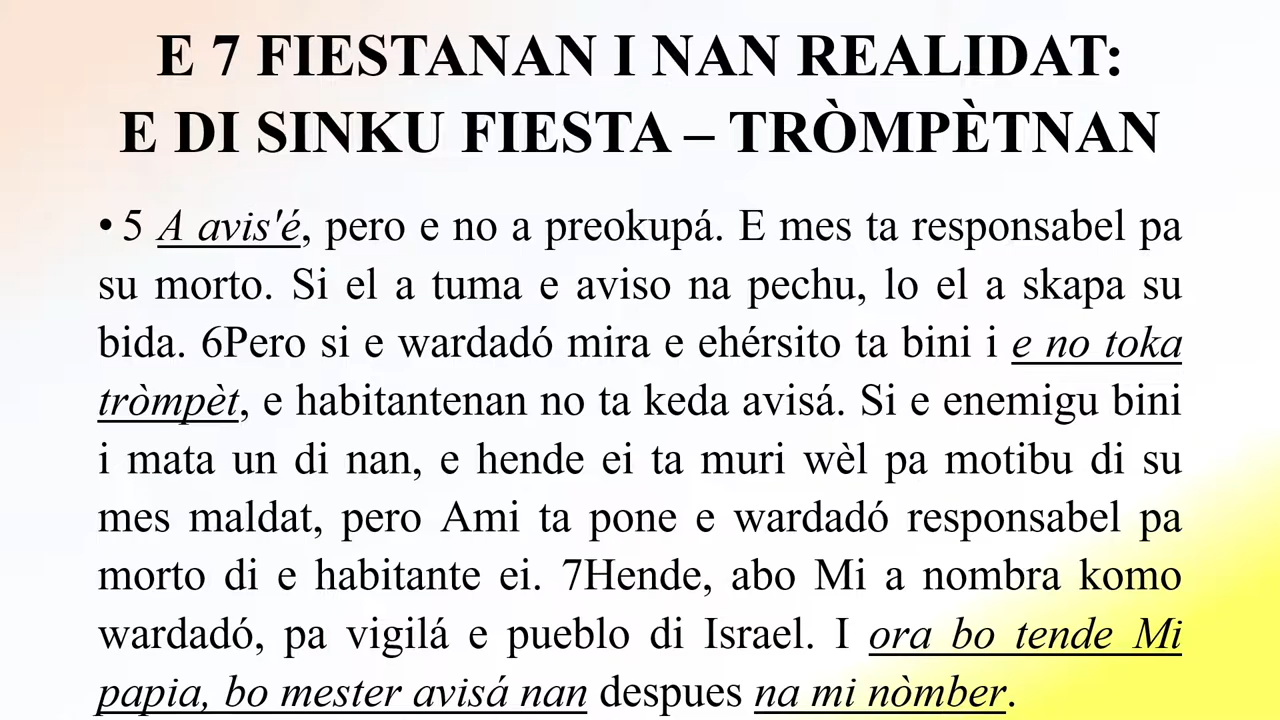 E 7 FIESTANAN I NAN REALIDAT:
E DI SINKU FIESTA – TRÒMPÈTNAN
• 5 A avis'é, pero e no a preokupá. E mes ta responsabel pa
su morto. Si el a tuma e aviso na pechu, lo el a skapa su
bida. 6Pero si e wardadó mira e ehérsito ta bini i e no toka
tròmpèt, e habitantenan no ta keda avisá. Si e enemigu bini
i mata un di nan, e hende ei ta muri wèl pa motibu di su
mes maldat, pero Ami ta pone e wardadó responsabel pa
morto di e habitante ei. 7Hende, abo Mi a nombra komo
wardadó, pa vigilá e pueblo di Israel. I ora bo tende Mi
papia, bo mester avisá nan despues na mi nòmber.